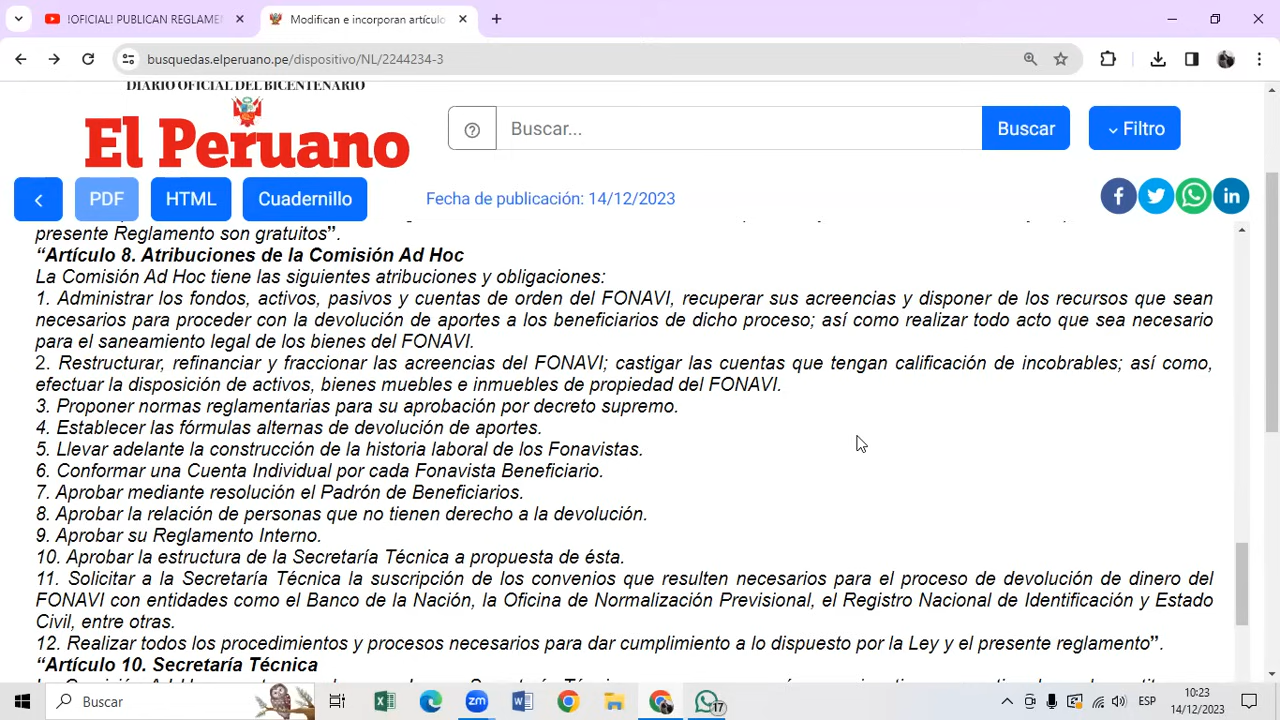 !OFICIAL! PUBLICAN REGLAME
Modifican e incorporan artículo
busquedas.elperuano.pe/dispositivo/NL/2244234-3
DIARIO OFICIAL DEL BICENTENARIO
El Peruano
Buscar...
Buscar
Filtro
PDF
HTML
Cuadernillo
Fecha de publicación: 14/12/2023
presente Reglamento son gratuitos”.
“Artículo 8. Atribuciones de la Comisión Ad Hoc
La Comisión Ad Hoc tiene las siguientes atribuciones y obligaciones:
1. Administrar los fondos, activos, pasivos y cuentas de orden del FONAVI, recuperar sus acreencias y disponer de los recursos que sean
necesarios para proceder con la devolución de aportes a los beneficiarios de dicho proceso; así como realizar todo acto que sea necesario
para el saneamiento legal de los bienes del FONAVI.
2. Restructurar, refinanciar y fraccionar las acreencias del FONAVI; castigar las cuentas que tengan calificación de incobrables; así como,
efectuar la disposición de activos, bienes muebles e inmuebles de propiedad del FONAVI.
3. Proponer normas reglamentarias para su aprobación por decreto supremo.
4. Establecer las fórmulas alternas de devolución de aportes.
5. Llevar adelante la construcción de la historia laboral de los Fonavistas.
6. Conformar una Cuenta Individual por cada Fonavista Beneficiario.
7. Aprobar mediante resolución el Padrón de Beneficiarios.
8. Aprobar la relación de personas que no tienen derecho a la devolución.
9. Aprobar su Reglamento Interno.
10. Aprobar la estructura de la Secretaría Técnica a propuesta de ésta.
11. Solicitar a la Secretaría Técnica la suscripción de los convenios que resulten necesarios para el proceso de devolución de dinero del
FONAVI con entidades como el Banco de la Nación, la Oficina de Normalización Previsional, el Registro Nacional de Identificación y Estado
Civil, entre otras.
12. Realizar todos los procedimientos y procesos necesarios para dar cumplimiento a lo dispuesto por la Ley y el presente reglamento”.
“Artículo 10. Secretaría Técnica
Buscar
zm
17
ESP
10:23
14/12/2023